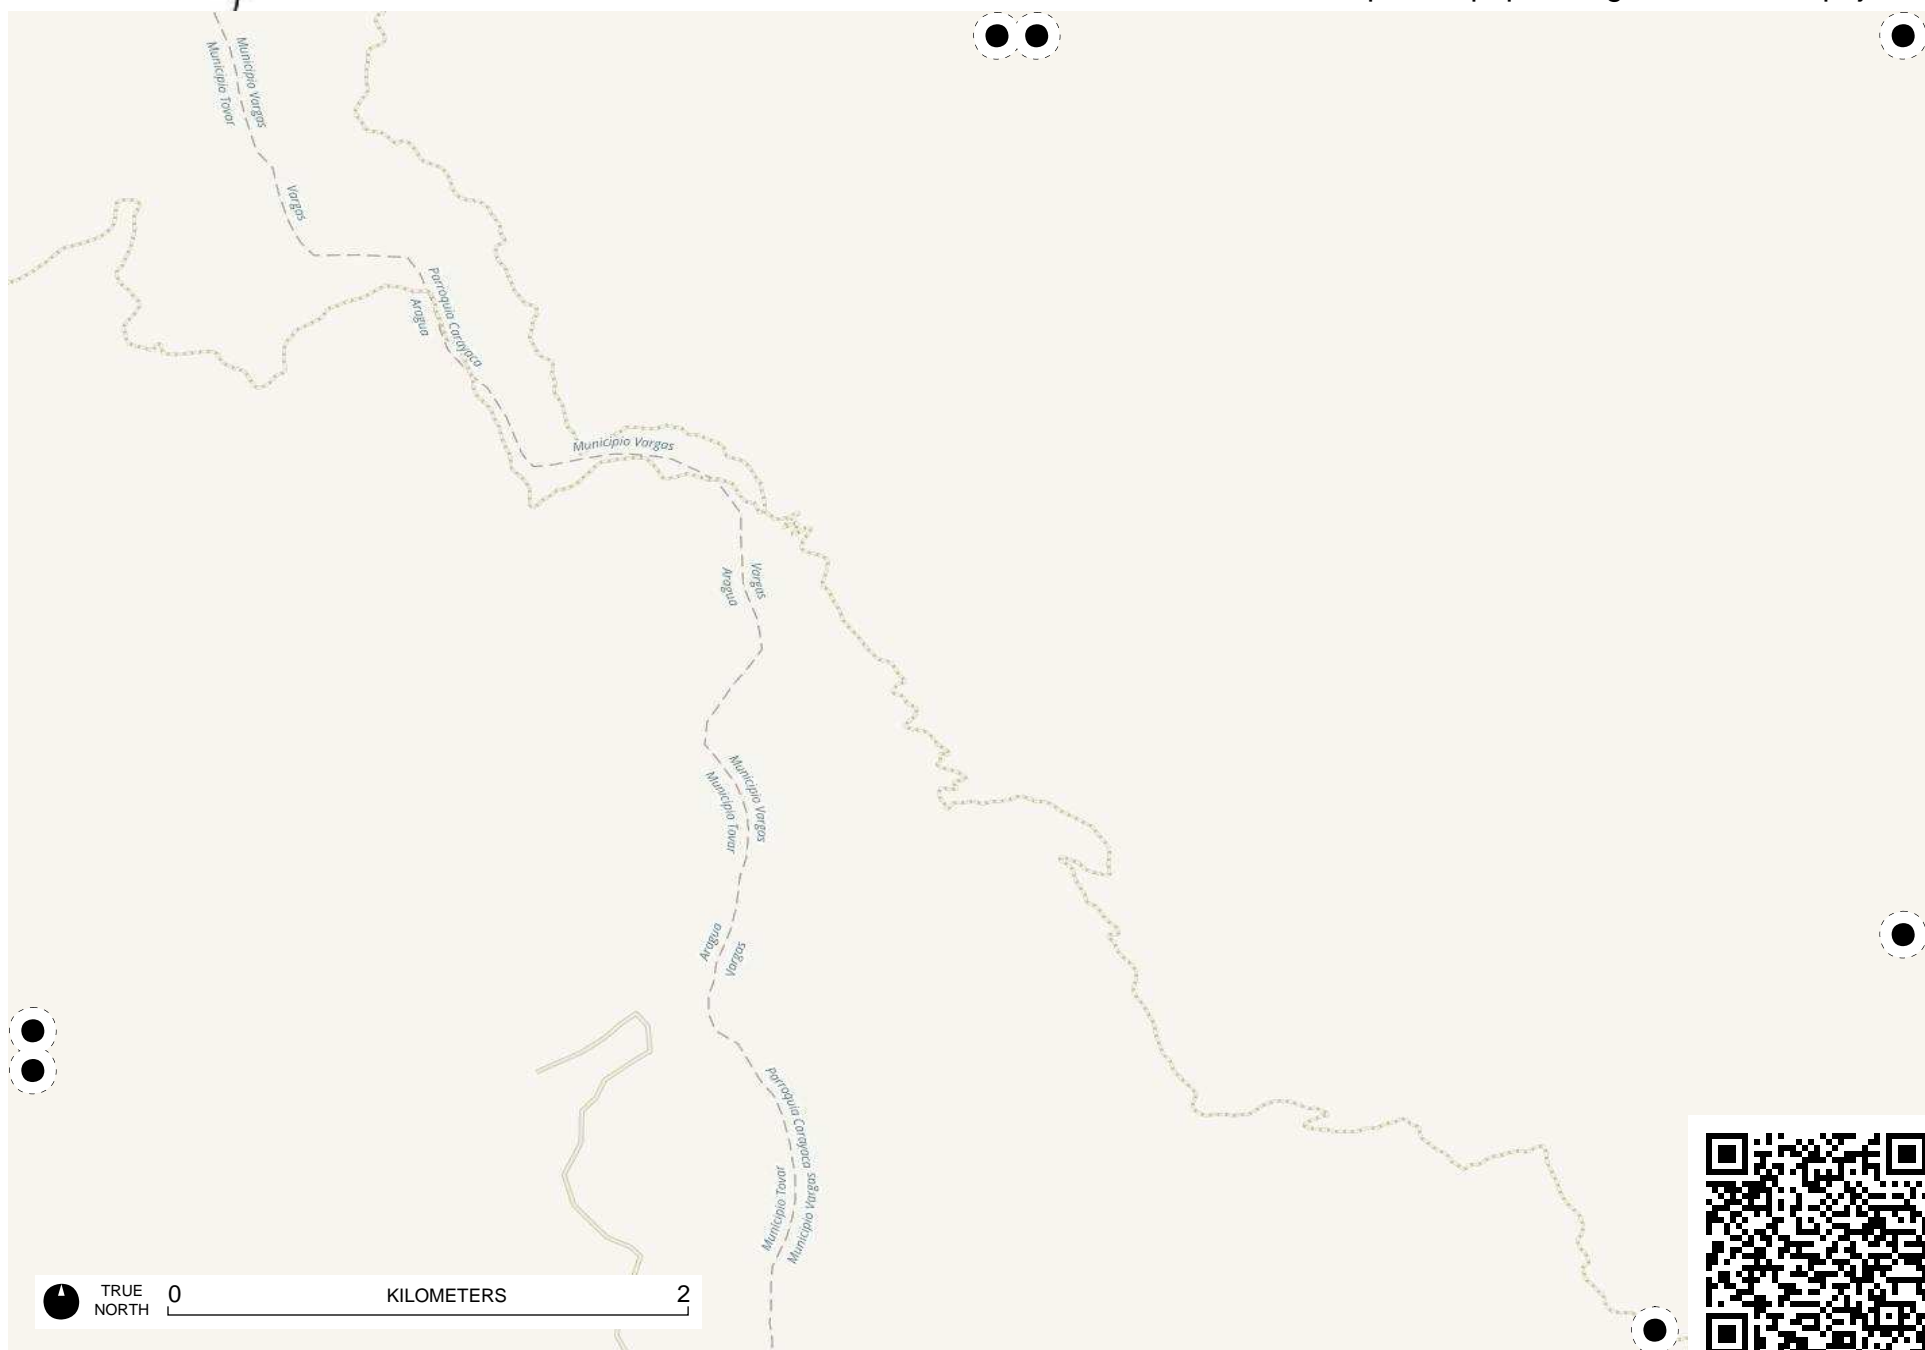 Municipio Vargas
Municipio Tovar
Vargas
Parroquia Carayaca
Aragua
Municipio Vargas
Vargas
Aragua
Municipio Vargas
Municipio Tovar
Aragua
Vargas
Parroquia Carayaca
Municipio Tovar
Municipio Vargas
TRUE
NORTH
0
KILOMETERS
2